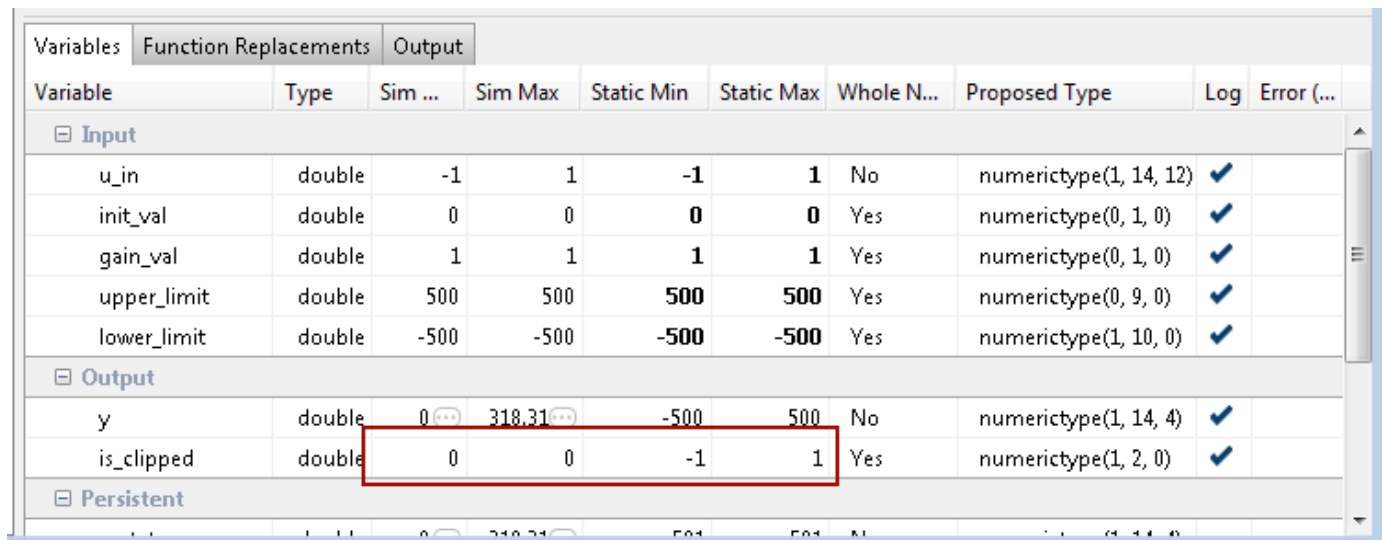 Variables Function Replacements Output
Variable Type Sim ... Sim Max Static Min Static Max Whole N... Proposed Type Log Error (...
Input
u_in double -1 1 -1 1 No numerictype(1, 14, 12)
init_val double 0 0 0 0 Yes numerictype(0, 1, 0)
gain_val double 1 1 1 1 Yes numerictype(0, 1, 0)
upper_limit double 500 500 500 500 Yes numerictype(0, 9, 0)
lower_limit double -500 -500 -500 -500 Yes numerictype(1, 10, 0)
Output
y double 0 318.31 -500 500 No numerictype(1, 14, 4)
is_clipped double 0 0 -1 1 Yes numerictype(1, 2, 0)
Persistent